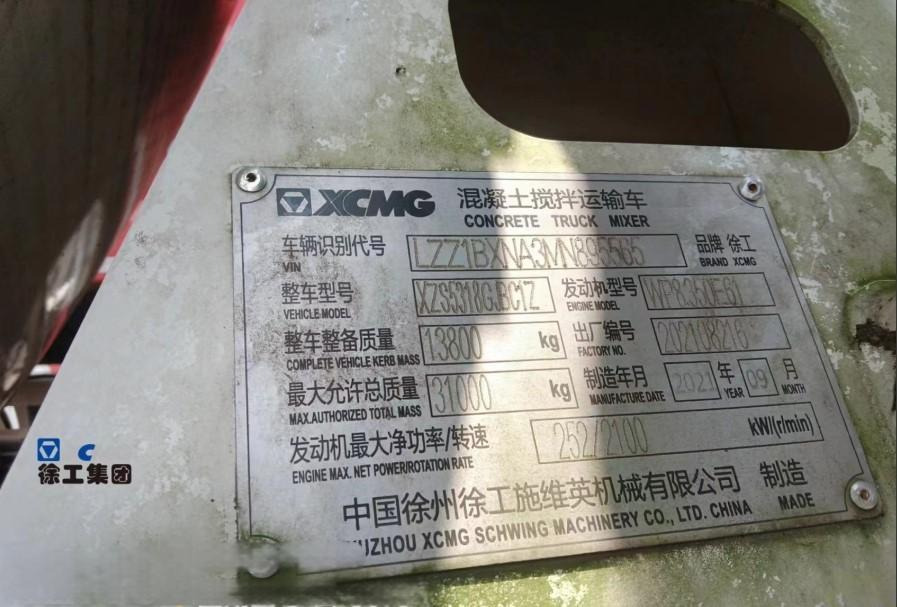 XCMG 混凝土搅拌运输车
CONCRETE TRUCK MIXER
车辆识别代号 LZZ1BXNA3MN895565 品牌 徐工
VIN BRAND XCMG
整车型号 XZS5318GJBC1Z 发动机型号 WP8.350E61
VEHICLE MODEL ENGINE MODEL
整车整备质量 13800 kg 出厂编号
COMPLETE VEHICLE KERB MASS FACTORY NO.
最大允许总质量 31000 kg 制造年月 2021 年 09 月
MAX.AUTHORIZED TOTAL MASS MANUFACTURE DATE YEAR MONTH
发动机最大净功率/转速 252/2100 kW/(r/min)
ENGINE MAX. NET POWER/ROTATION RATE
中国徐州徐工施维英机械有限公司 制造
XCMG SCHWING MACHINERY CO., LTD. CHINA MADE
C
徐工集团